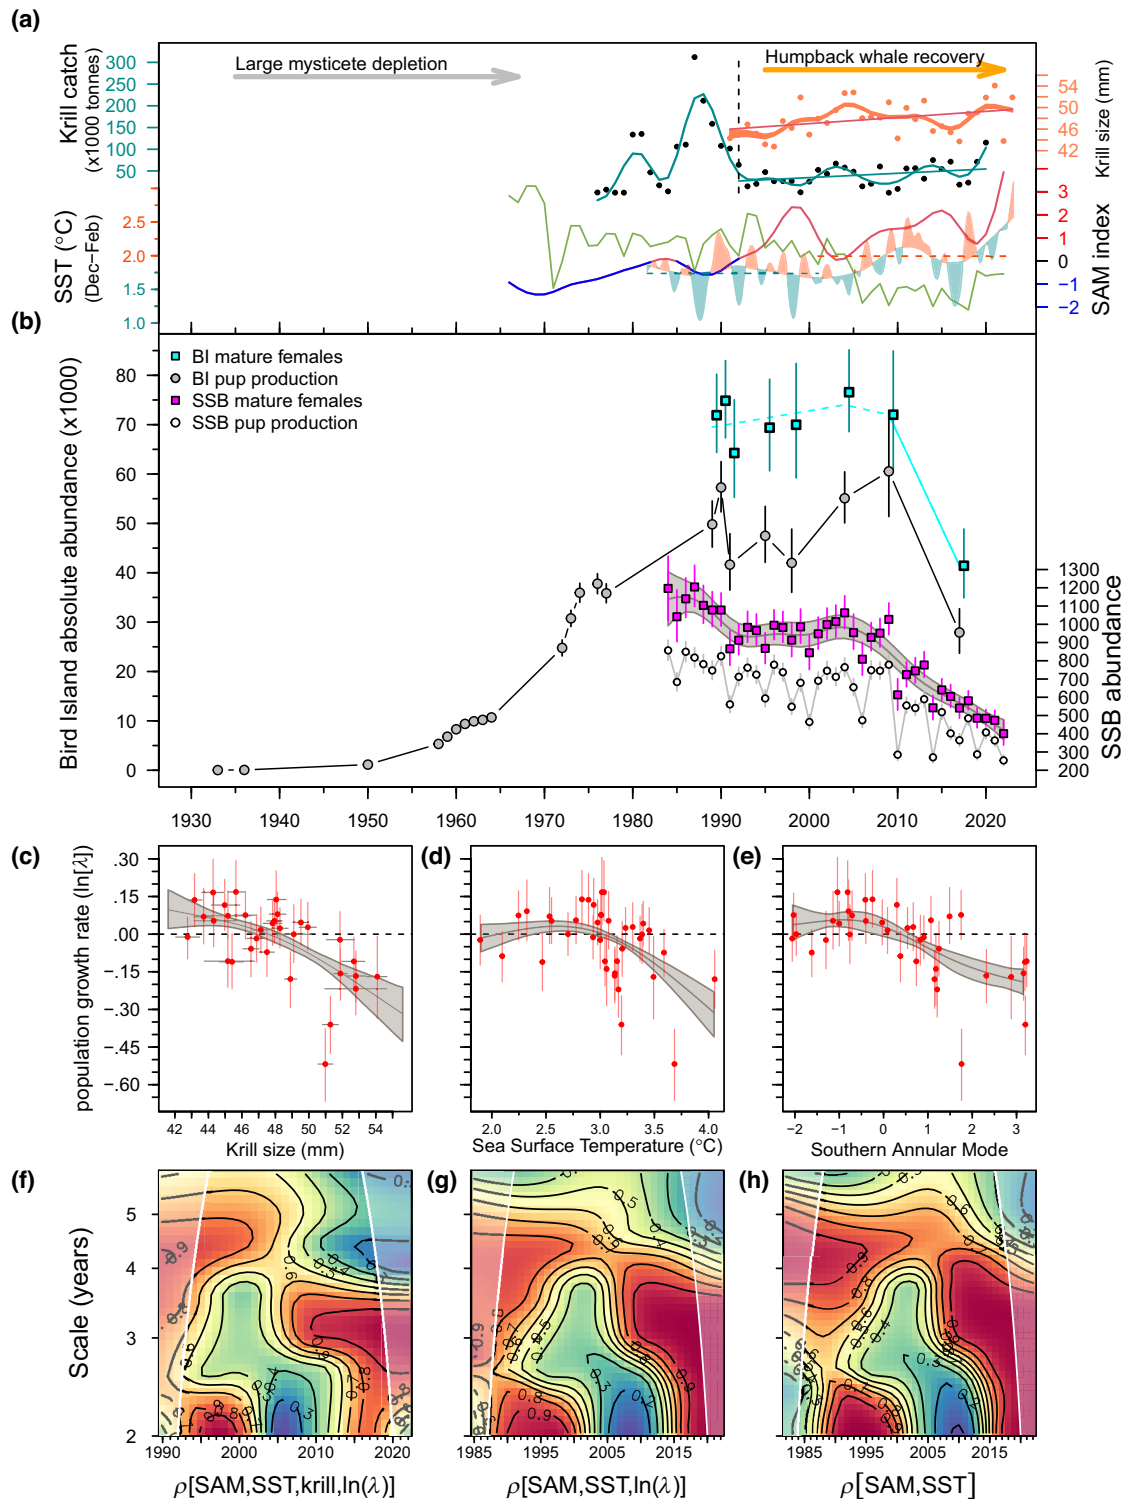 (a)
Krill catch
(x1000 tonnes)
300
250
200
150
100
50
Large mysticete depletion
Humpback whale recovery
54
50
46
42
Krill size (mm)
SST (°C)
(Dec−Feb)
2.5
2.0
1.5
1.0
3
2
1
0
−1
−2
SAM index
(b)
Bird Island absolute abundance (x1000)
80
70
60
50
40
30
20
10
0
BI mature females
BI pup production
SSB mature females
SSB pup production
1300
1200
1100
1000
900
800
700
600
500
400
300
200
SSB abundance
1930
1940
1950
1960
1970
1980
1990
2000
2010
2020
(c)
(d)
(e)
population growth rate (ln[λ])
.30
.15
.00
−.15
−.30
−.45
−.60
42 44 46 48 50 52 54
Krill size (mm)
2.0 2.5 3.0 3.5 4.0
Sea Surface Temperature (°C)
−2 −1 0 1 2 3
Southern Annular Mode
(f)
(g)
(h)
Scale (years)
5
4
3
2
1990 2000 2010 2020
ρ[SAM,SST,krill,ln(λ)]
1985 1995 2005 2015
ρ[SAM,SST,ln(λ)]
1985 1995 2005 2015
ρ[SAM,SST]